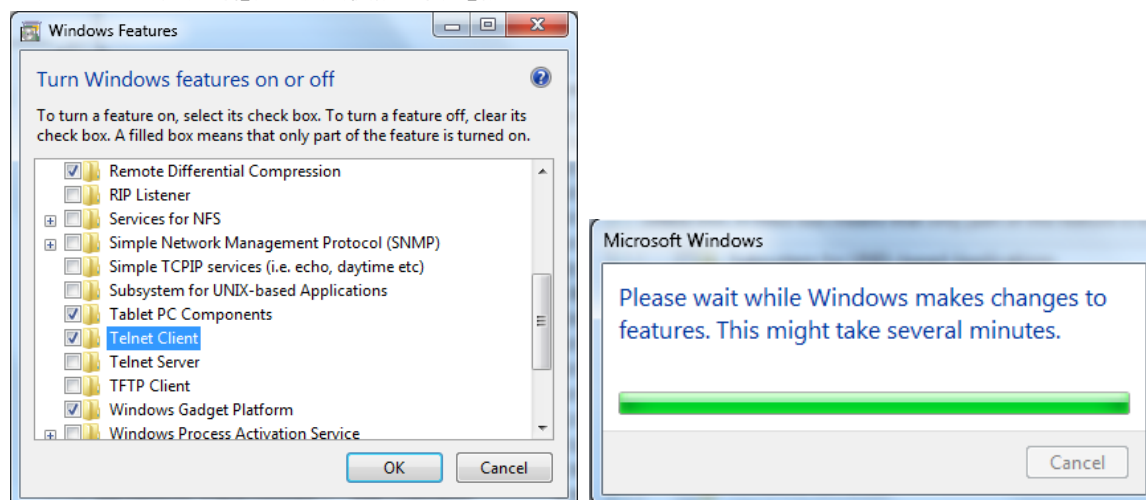 Windows Features
Turn Windows features on or off
To turn a feature on, select its check box. To turn a feature off, clear its
check box. A filled box means that only part of the feature is turned on.
Remote Differential Compression
RIP Listener
Services for NFS
Simple Network Management Protocol (SNMP)
Simple TCPIP services (i.e. echo, daytime etc)
Subsystem for UNIX-based Applications
Tablet PC Components
Telnet Client
Telnet Server
TFTP Client
Windows Gadget Platform
Windows Process Activation Service
OK
Cancel
Microsoft Windows
Please wait while Windows makes changes to
features. This might take several minutes.
Cancel